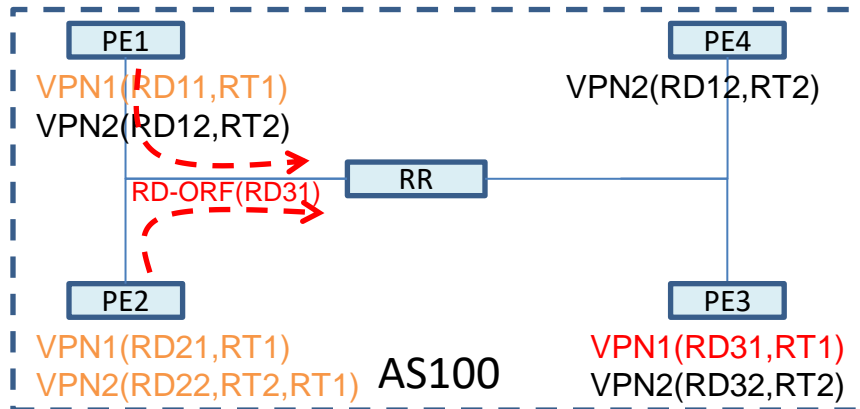 PE1
PE4
VPN1(RD11,RT1)
VPN2(RD12,RT2)
VPN2(RD12,RT2)
RR
RD-ORF(RD31)
PE2
PE3
VPN1(RD21,RT1)
VPN2(RD22,RT2,RT1)
AS100
VPN1(RD31,RT1)
VPN2(RD32,RT2)